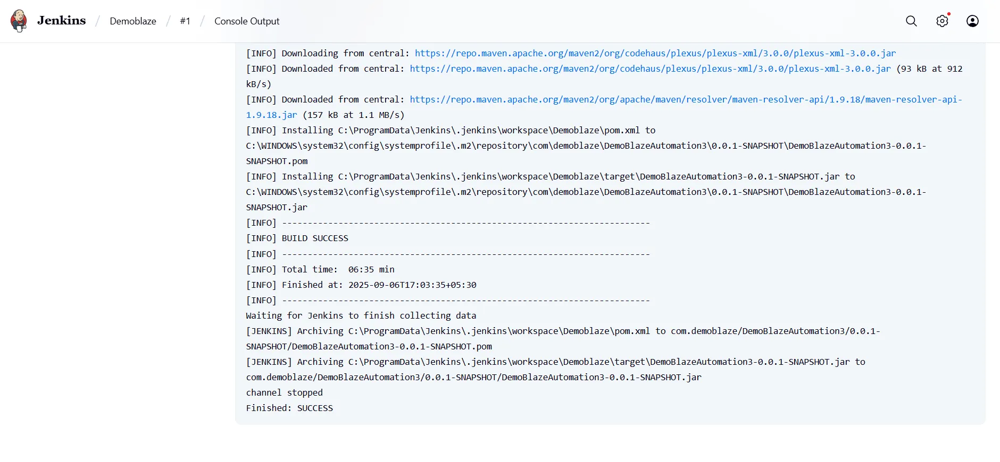 Jenkins / Demoblaze / #1 / Console Output
[INFO] Downloading from central: https://repo.maven.apache.org/maven2/org/codehaus/plexus/plexus-xml/3.0.0/plexus-xml-3.0.0.jar
[INFO] Downloaded from central: https://repo.maven.apache.org/maven2/org/codehaus/plexus/plexus-xml/3.0.0/plexus-xml-3.0.0.jar (93 kB at 912
kB/s)
[INFO] Downloaded from central: https://repo.maven.apache.org/maven2/org/apache/maven/resolver/maven-resolver-api/1.9.18/maven-resolver-api-
1.9.18.jar (157 kB at 1.1 MB/s)
[INFO] Installing C:\ProgramData\Jenkins\.jenkins\workspace\Demoblaze\pom.xml to
C:\WINDOWS\system32\config\systemprofile\.m2\repository\com\demoblaze\DemoBlazeAutomation3\0.0.1-SNAPSHOT\DemoBlazeAutomation3-0.0.1-
SNAPSHOT.pom
[INFO] Installing C:\ProgramData\Jenkins\.jenkins\workspace\Demoblaze\target\DemoBlazeAutomation3-0.0.1-SNAPSHOT.jar to
C:\WINDOWS\system32\config\systemprofile\.m2\repository\com\demoblaze\DemoBlazeAutomation3\0.0.1-SNAPSHOT\DemoBlazeAutomation3-0.0.1-
SNAPSHOT.jar
[INFO] ------------------------------------------------------------------------
[INFO] BUILD SUCCESS
[INFO] ------------------------------------------------------------------------
[INFO] Total time:  06:35 min
[INFO] Finished at: 2025-09-06T17:03:35+05:30
[INFO] ------------------------------------------------------------------------
Waiting for Jenkins to finish collecting data
[JENKINS] Archiving C:\ProgramData\Jenkins\.jenkins\workspace\Demoblaze\pom.xml to com.demoblaze/DemoBlazeAutomation3/0.0.1-
SNAPSHOT/DemoBlazeAutomation3-0.0.1-SNAPSHOT.pom
[JENKINS] Archiving C:\ProgramData\Jenkins\.jenkins\workspace\Demoblaze\target\DemoBlazeAutomation3-0.0.1-SNAPSHOT.jar to
com.demoblaze/DemoBlazeAutomation3/0.0.1-SNAPSHOT/DemoBlazeAutomation3-0.0.1-SNAPSHOT.jar
channel stopped
Finished: SUCCESS